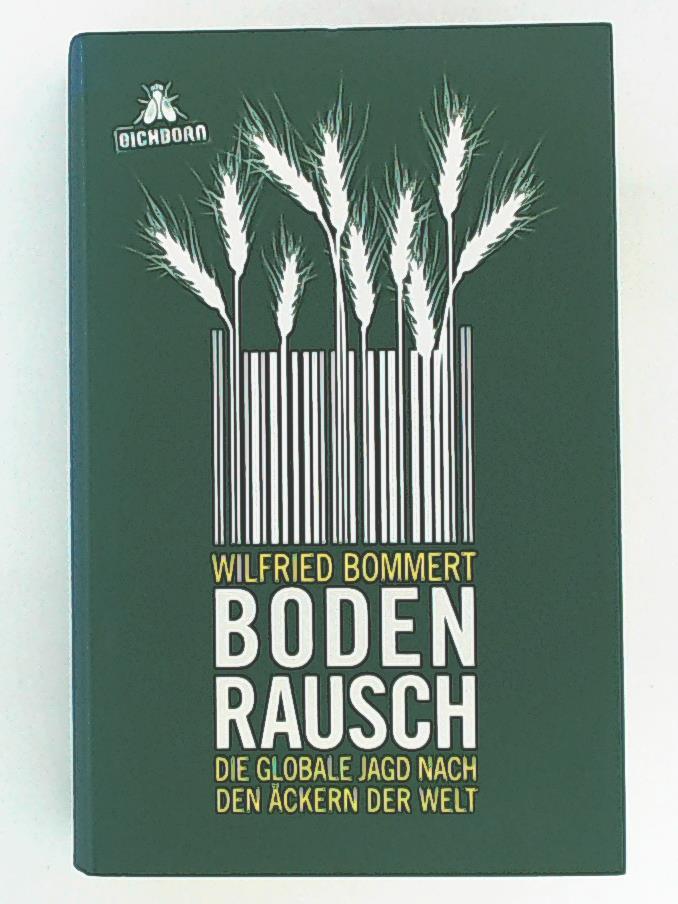 EICHBORN
WILFRIED BOMMERT
BODEN
RAUSCH
DIE GLOBALE JAGD NACH
DEN ÄCKERN DER WELT